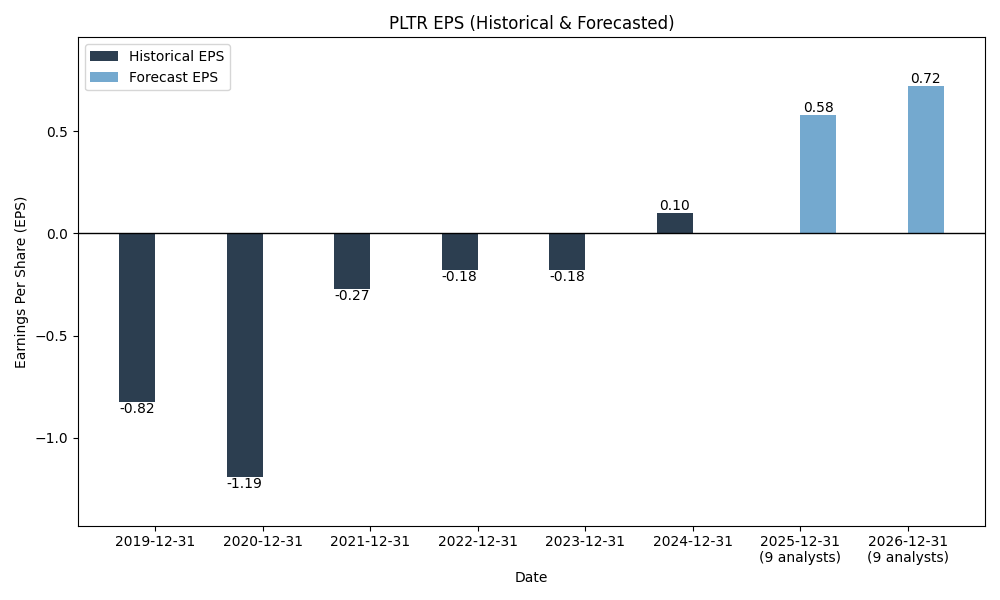 PLTR EPS (Historical & Forecasted)
Historical EPS
Forecast EPS
Earnings Per Share (EPS)
0.5
0.0
−0.5
−1.0
-0.82
-1.19
-0.27
-0.18
-0.18
0.10
0.58
0.72
2019-12-31
2020-12-31
2021-12-31
2022-12-31
2023-12-31
2024-12-31
2025-12-31
(9 analysts)
2026-12-31
(9 analysts)
Date